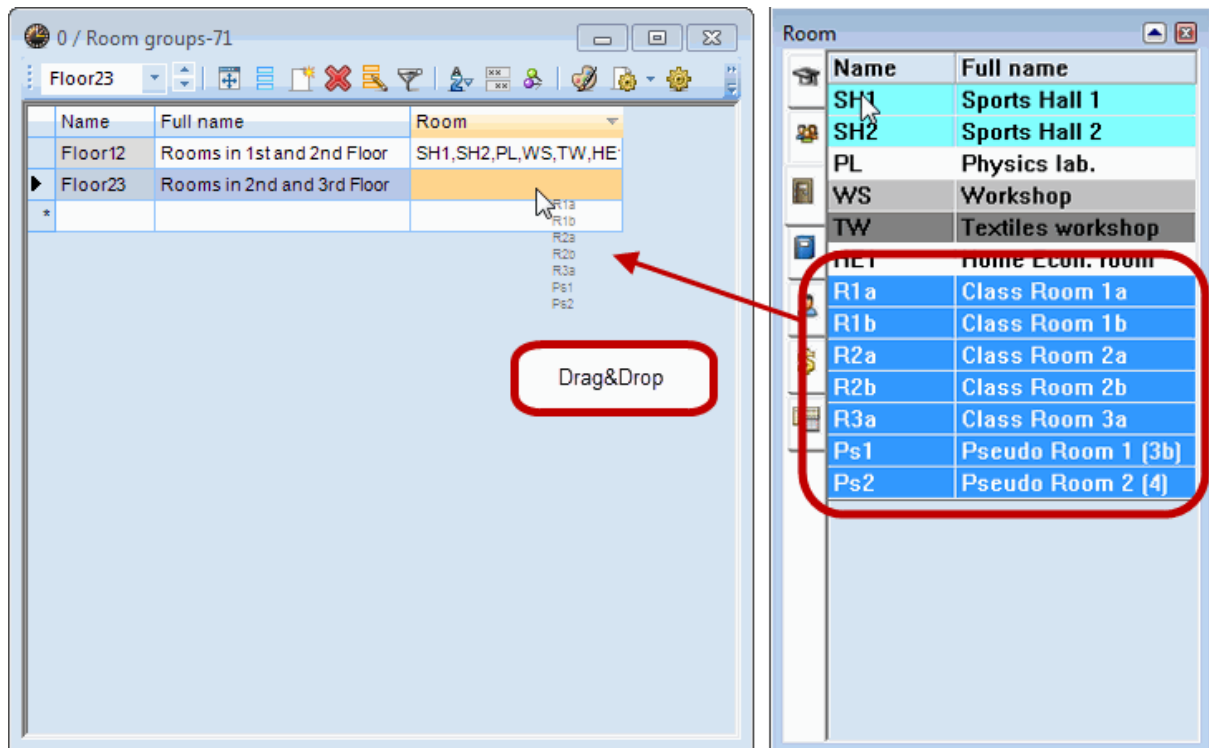 0 / Room groups-71
Floor23
Name Full name Room
Floor12 Rooms in 1st and 2nd Floor SH1,SH2,PL,WS,TW,HE
Floor23 Rooms in 2nd and 3rd Floor
*
R1a
R1b
R2a
R2b
R3a
Ps1
Ps2
Drag&Drop
Room
Name Full name
SH1 Sports Hall 1
SH2 Sports Hall 2
PL Physics lab.
WS Workshop
TW Textiles workshop
HE1 Home Econ. room
R1a Class Room 1a
R1b Class Room 1b
R2a Class Room 2a
R2b Class Room 2b
R3a Class Room 3a
Ps1 Pseudo Room 1 (3b)
Ps2 Pseudo Room 2 (4)